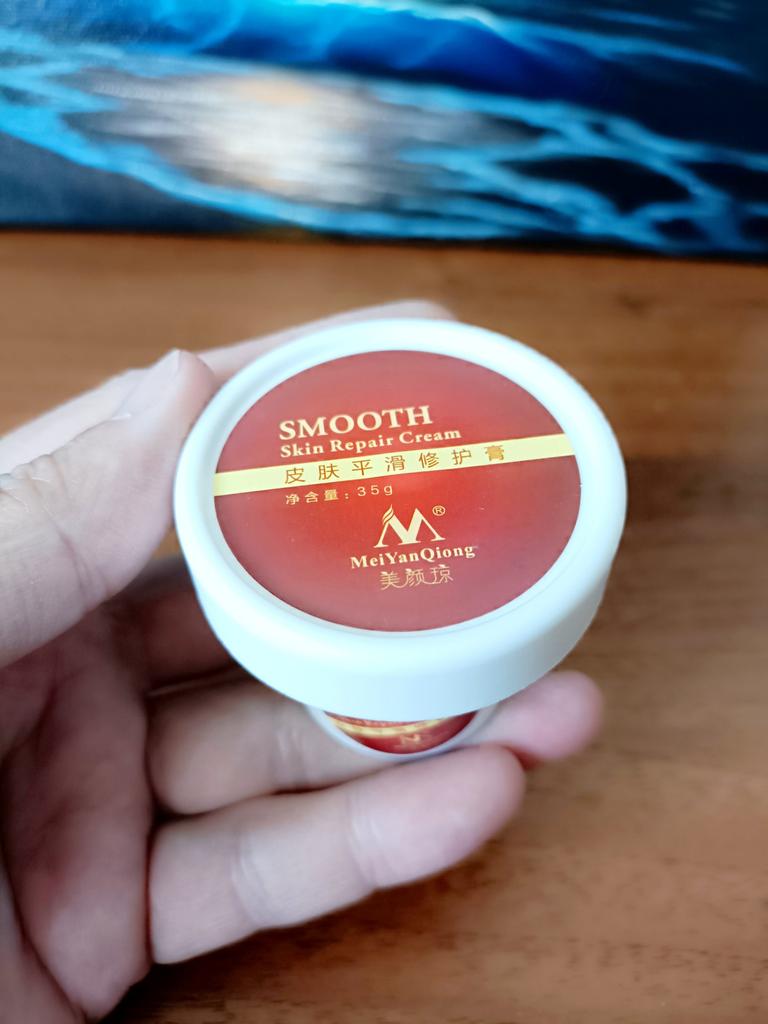 SMOOTH
Skin Repair Cream
皮肤平滑修护膏
净含量：35g
®
MeiYanQiong
美颜琼